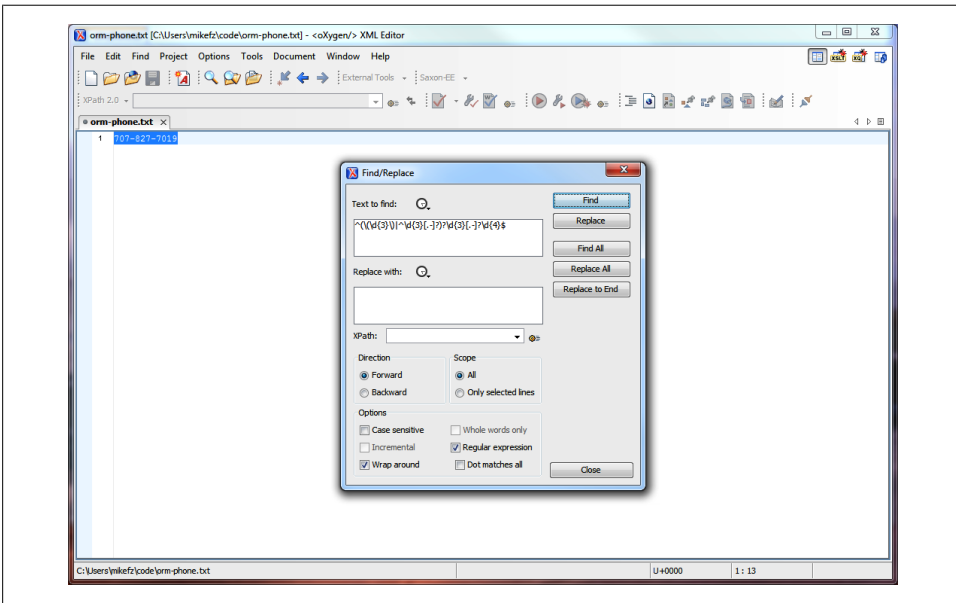 orm-phone.txt [C:\Users\mikefz\code\orm-phone.txt] - <oXygen/> XML Editor
File Edit Find Project Options Tools Document Window Help
External Tools Saxon-EE
XPath 2.0
orm-phone.txt
1 707-827-7019
Find/Replace
Text to find:
^(\(\d{3}\)|^\d{3}[.-]?)?\d{3}[.-]?\d{4}$
Find
Replace
Find All
Replace with:
Replace All
Replace to End
XPath:
Direction Scope
Forward All
Backward Only selected lines
Options
Case sensitive Whole words only
Incremental Regular expression
Wrap around Dot matches all
Close
C:\Users\mikefz\code\orm-phone.txt U+0000 1: 13